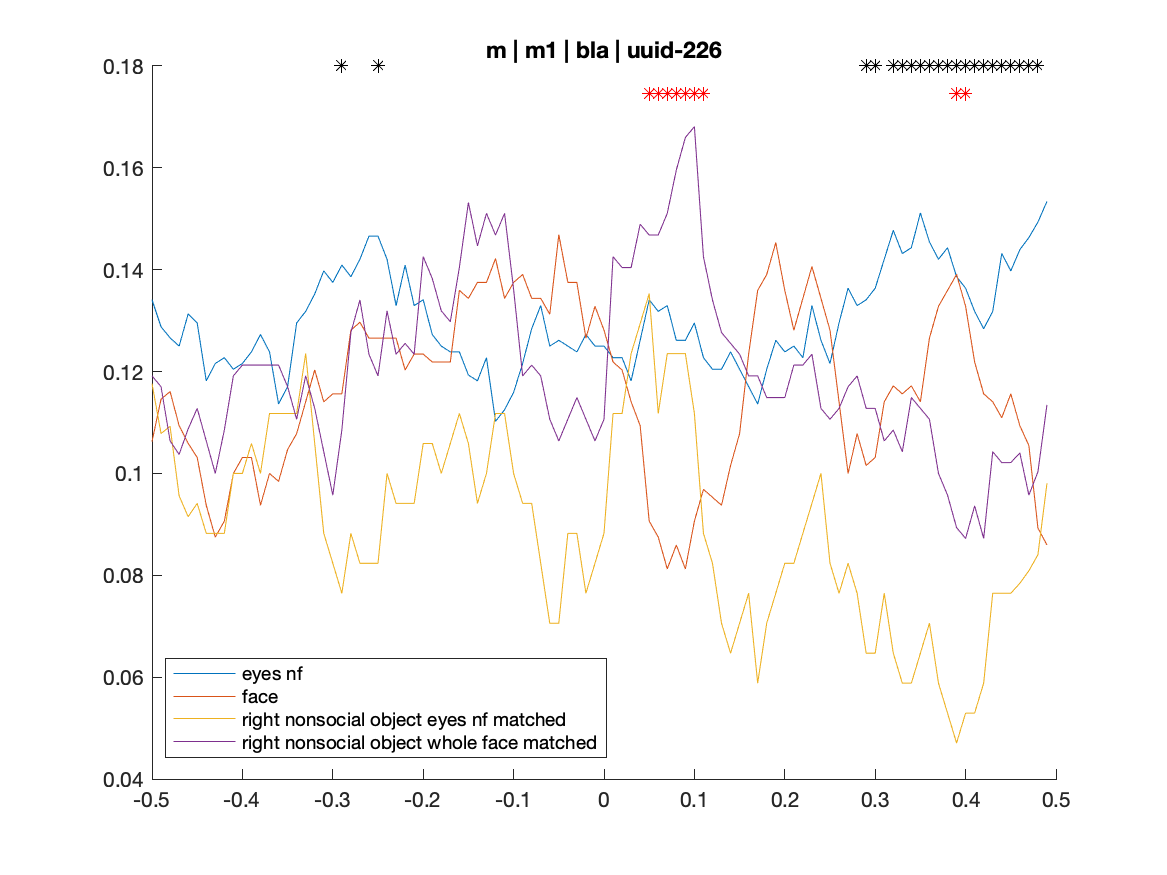 m | m1 | bla | uuid-226
0.18
0.16
0.14
0.12
0.1
0.08
0.06
0.04
eyes nf
face
right nonsocial object eyes nf matched
right nonsocial object whole face matched
-0.5 -0.4 -0.3 -0.2 -0.1 0 0.1 0.2 0.3 0.4 0.5